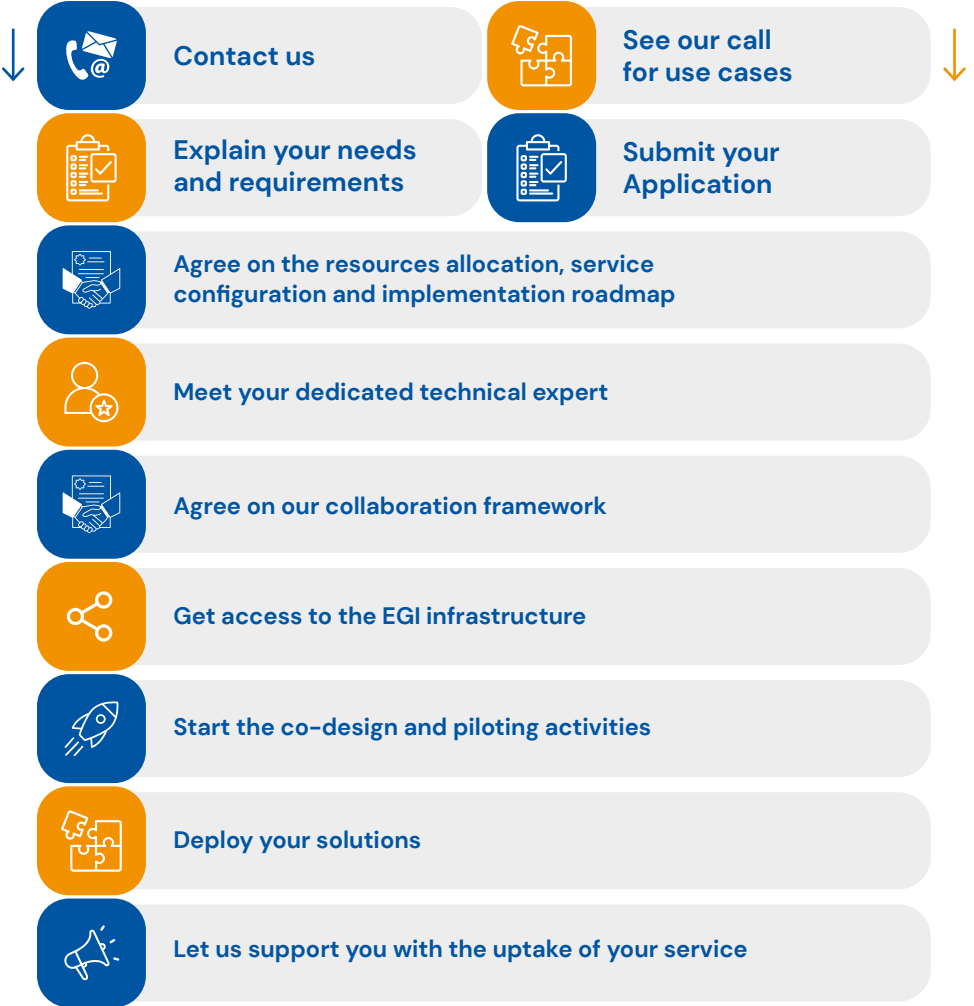 Contact us
See our call
for use cases
Explain your needs
and requirements
Submit your
Application
Agree on the resources allocation, service
configuration and implementation roadmap
Meet your dedicated technical expert
Agree on our collaboration framework
Get access to the EGI infrastructure
Start the co-design and piloting activities
Deploy your solutions
Let us support you with the uptake of your service